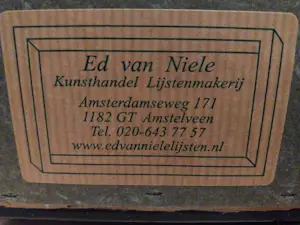 Ed van Niele
Kunsthandel Lijstenmakerij
Amsterdamseweg 171
1182 GT Amstelveen
Tel. 020-643 77 57
www.edvannielelijsten.nl